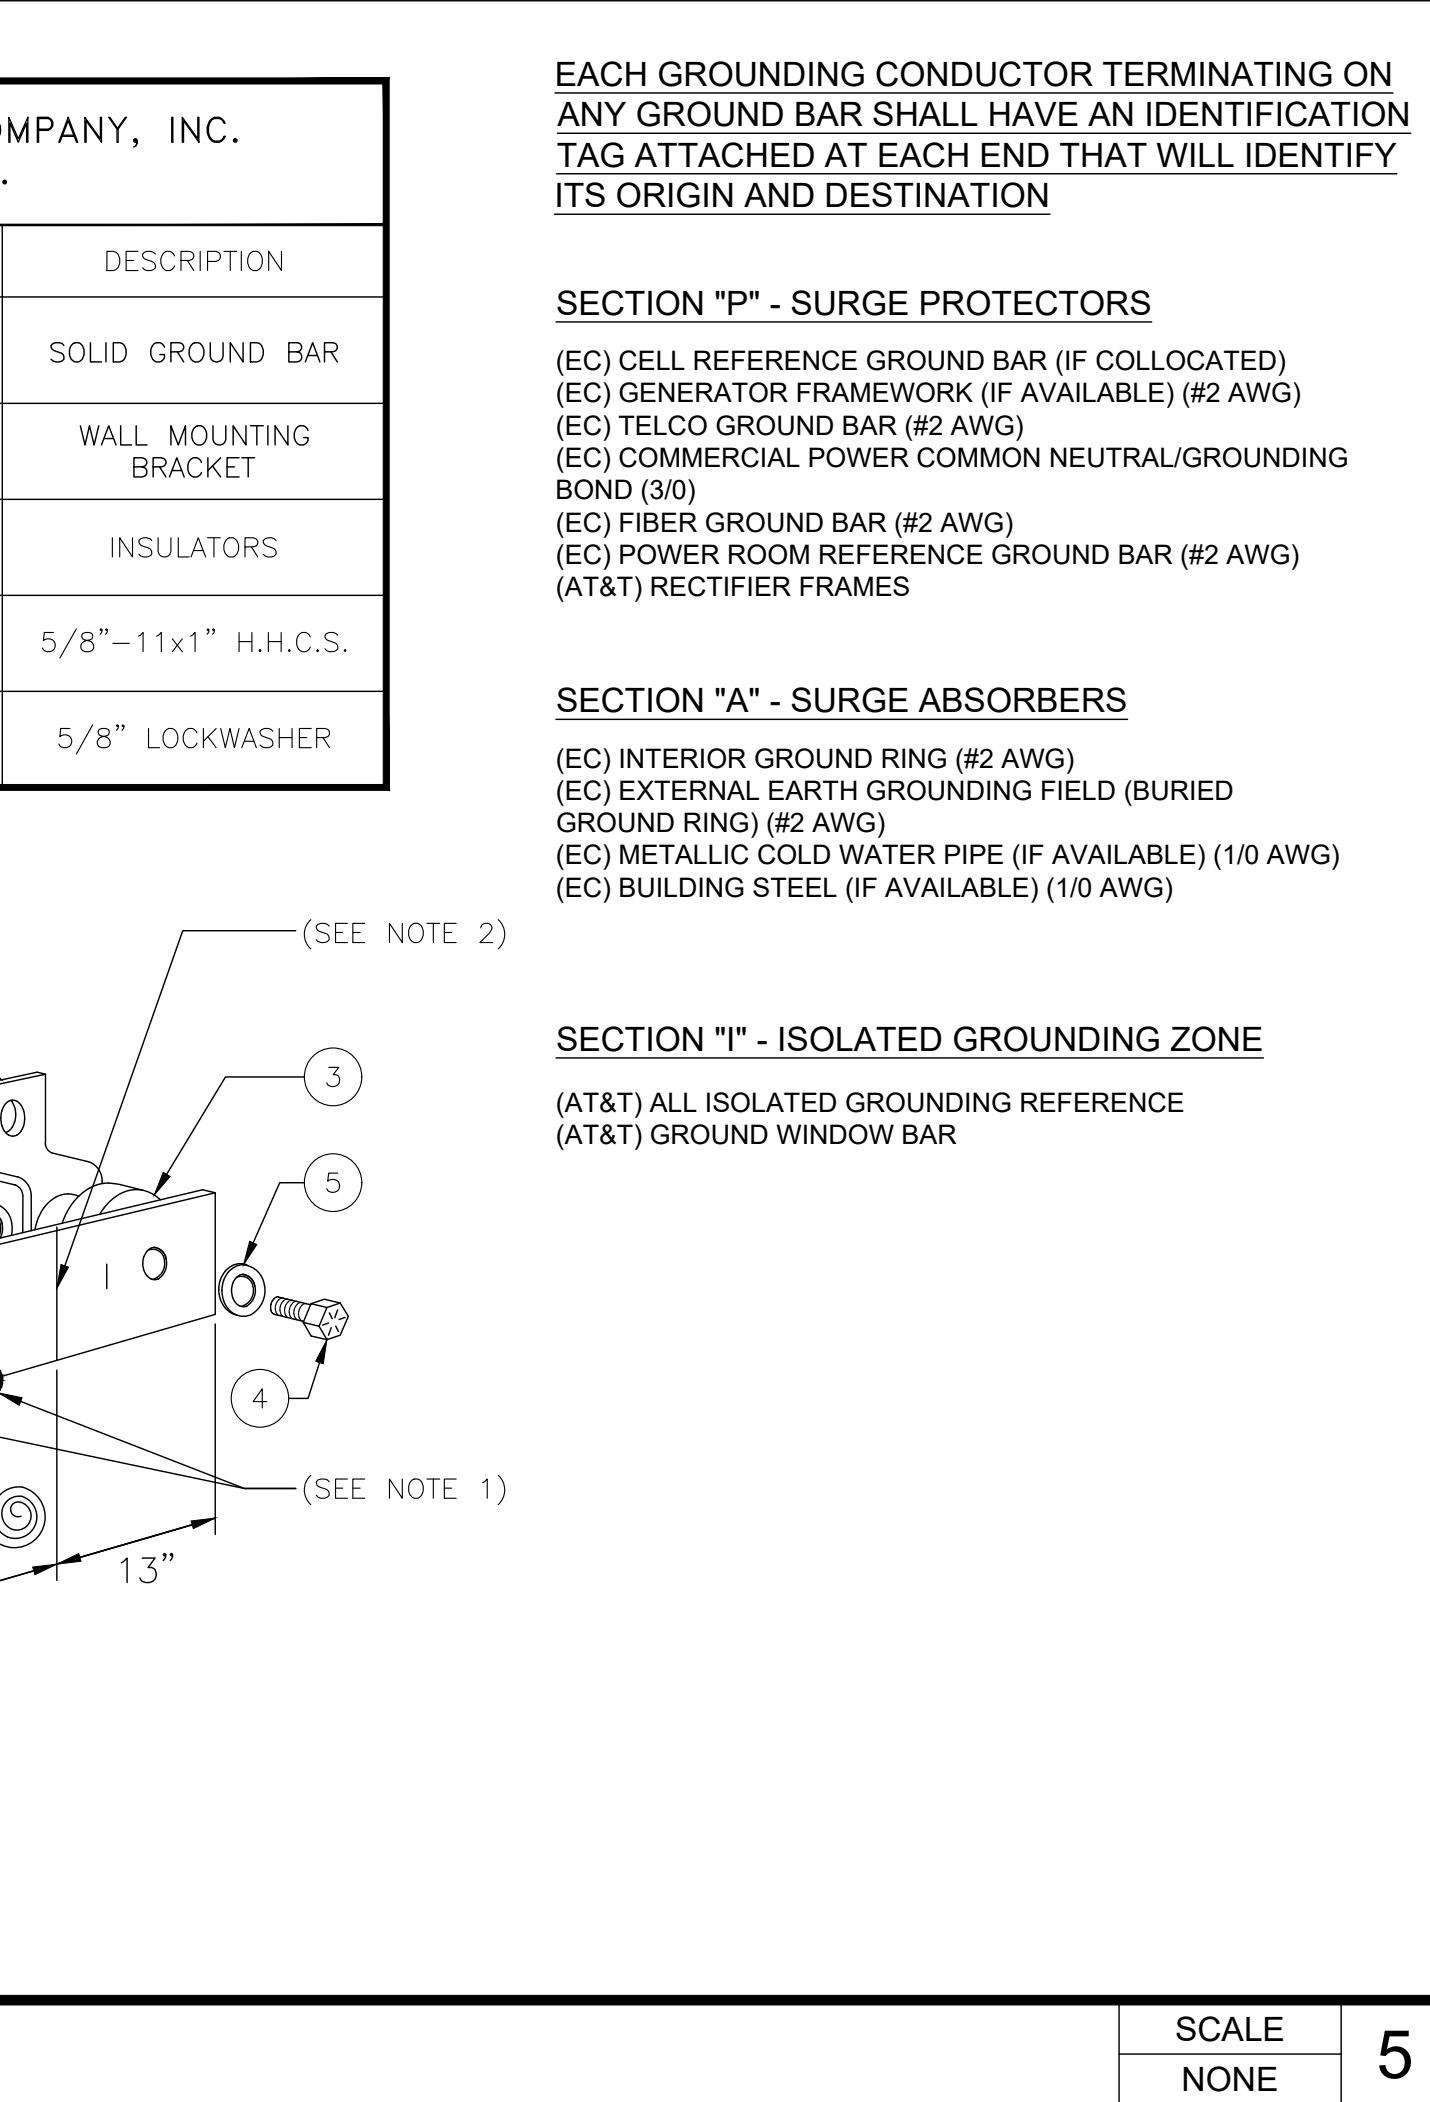 EACH GROUNDING CONDUCTOR TERMINATING ON
ANY GROUND BAR SHALL HAVE AN IDENTIFICATION
TAG ATTACHED AT EACH END THAT WILL IDENTIFY
ITS ORIGIN AND DESTINATION
INC.
DESCRIPTION
SOLID GROUND BAR
WALL MOUNTING
BRACKET
INSULATORS
5/8"-11x1" H.H.C.S.
5/8" LOCKWASHER
SECTION "P" - SURGE PROTECTORS
(EC) CELL REFERENCE GROUND BAR (IF COLLOCATED)
(EC) GENERATOR FRAMEWORK (IF AVAILABLE) (#2 AWG)
(EC) TELCO GROUND BAR (#2 AWG)
(EC) COMMERCIAL POWER COMMON NEUTRAL/GROUNDING
BOND (3/0)
(EC) FIBER GROUND BAR (#2 AWG)
(EC) POWER ROOM REFERENCE GROUND BAR (#2 AWG)
(AT&T) RECTIFIER FRAMES
SECTION "A" - SURGE ABSORBERS
(EC) INTERIOR GROUND RING (#2 AWG)
(EC) EXTERNAL EARTH GROUNDING FIELD (BURIED
GROUND RING) (#2 AWG)
(EC) METALLIC COLD WATER PIPE (IF AVAILABLE) (1/0 AWG)
(EC) BUILDING STEEL (IF AVAILABLE) (1/0 AWG)
SECTION "I" - ISOLATED GROUNDING ZONE
(AT&T) ALL ISOLATED GROUNDING REFERENCE
(AT&T) GROUND WINDOW BAR
(SEE NOTE 2)
3
5
I
4
(SEE NOTE 1)
13"
SCALE
NONE
5